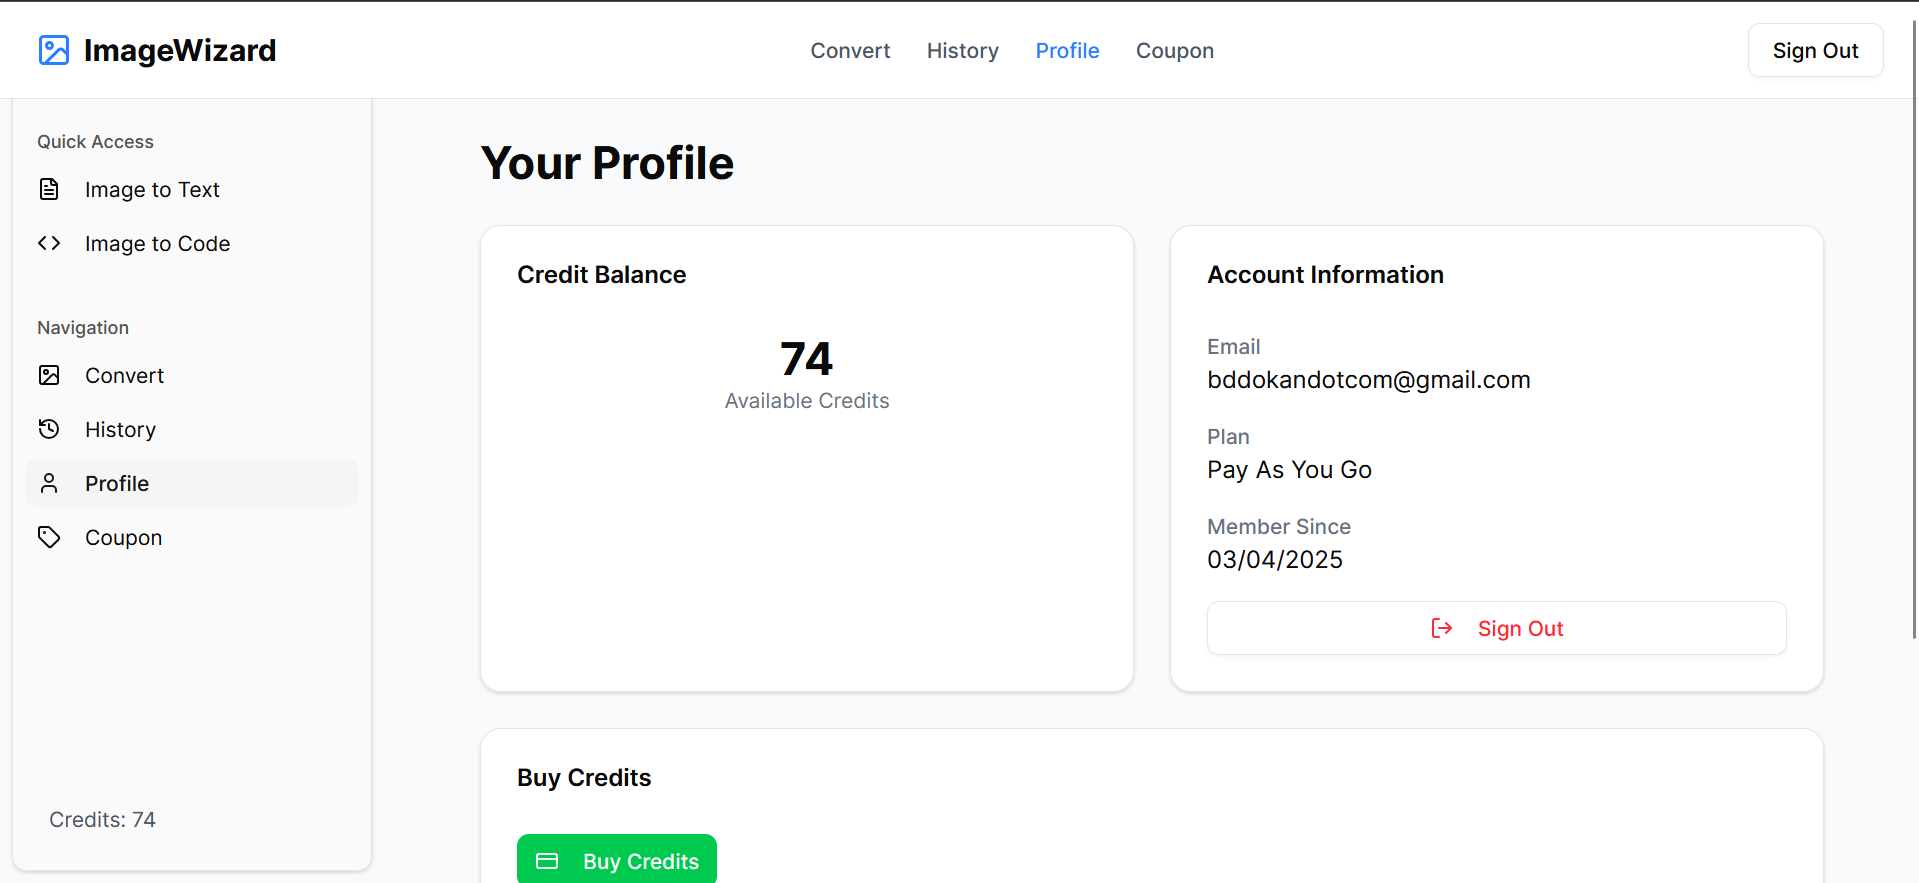 ImageWizard
Convert
History
Profile
Coupon
Sign Out
Quick Access
Image to Text
Image to Code
Navigation
Convert
History
Profile
Coupon
Credits: 74
Your Profile
Credit Balance
74
Available Credits
Account Information
Email
bddokandotcom@gmail.com
Plan
Pay As You Go
Member Since
03/04/2025
Sign Out
Buy Credits
Buy Credits